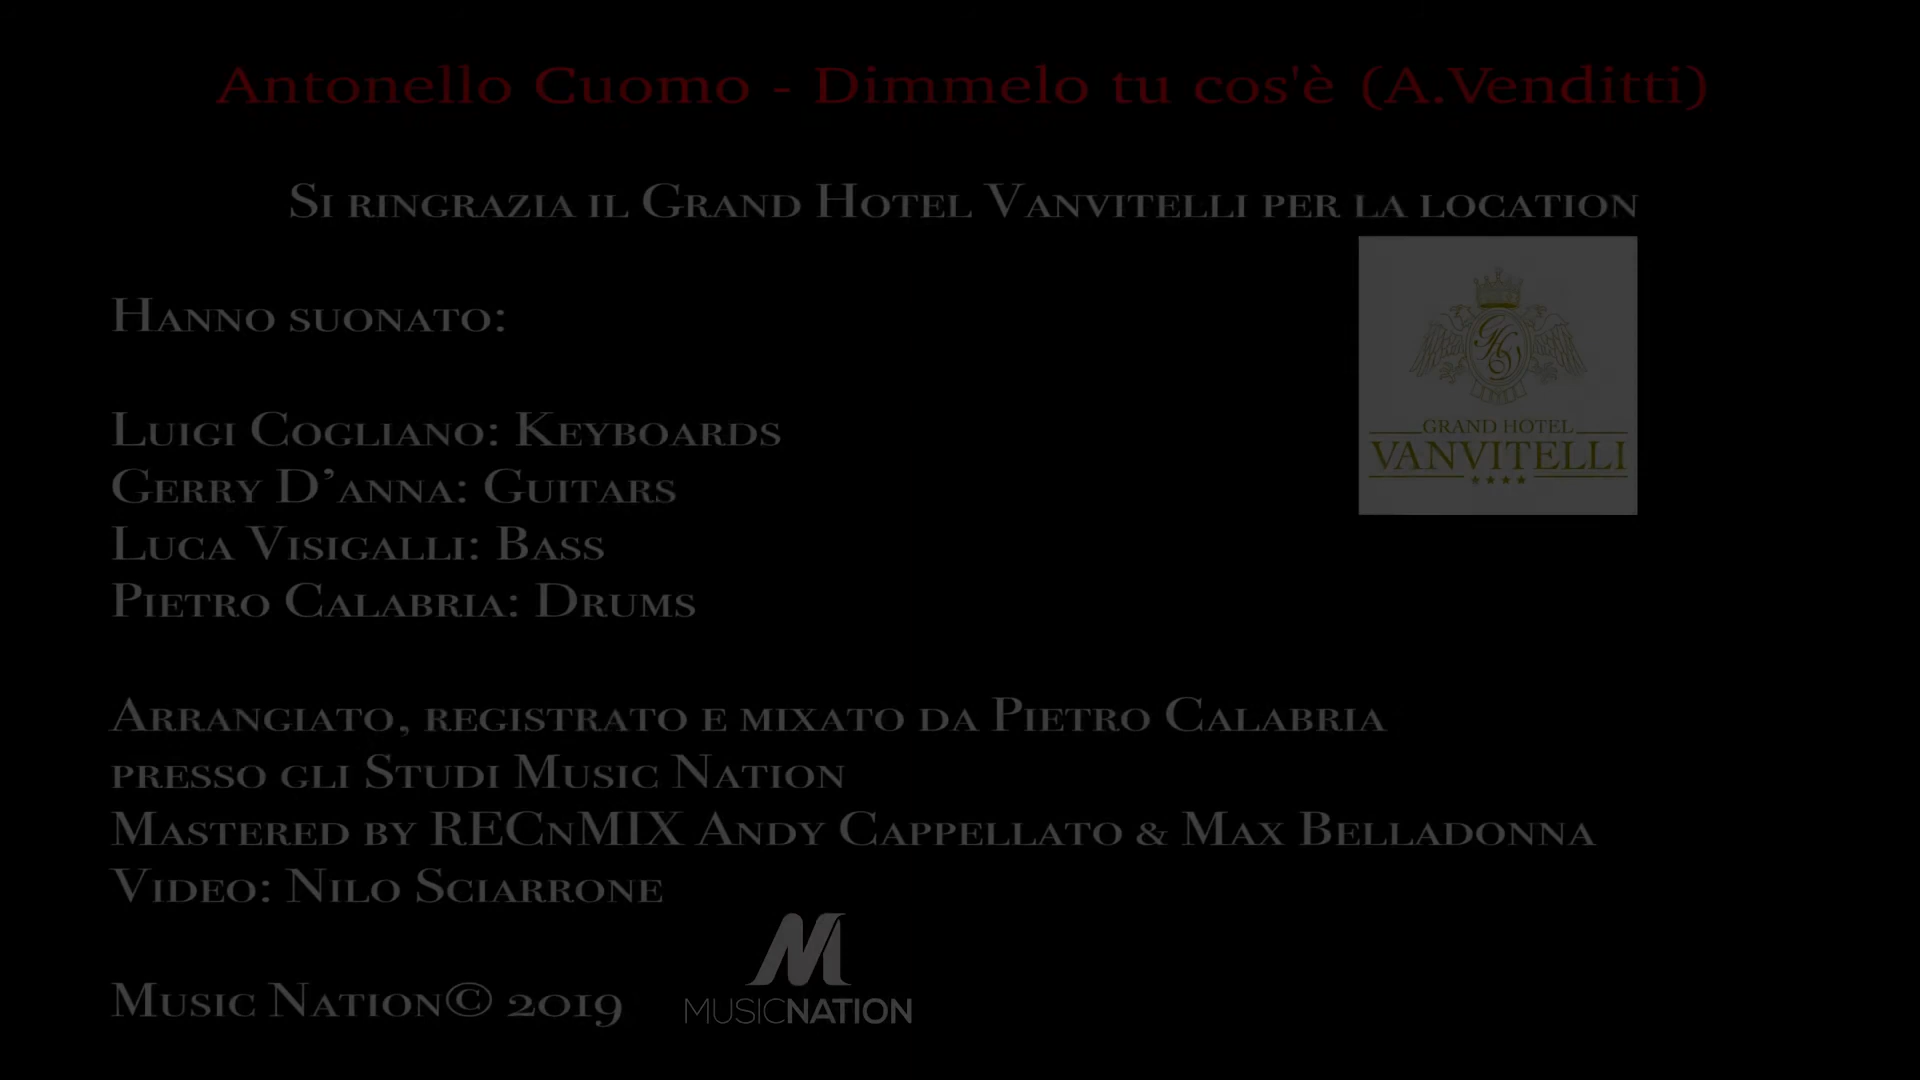 Antonello Cuomo - Dimmelo tu cos'è (A.Venditti)
Si ringrazia il Grand Hotel Vanvitelli per la location
Hanno suonato:
GHV
GRAND HOTEL
VANVITELLI
Luigi Cogliano: Keyboards
Gerry D’anna: Guitars
Luca Visigalli: Bass
Pietro Calabria: Drums
Arrangiato, registrato e mixato da Pietro Calabria
presso gli Studi Music Nation
Mastered by RECnMIX Andy Cappellato & Max Belladonna
Video: Nilo Sciarrone
Music Nation© 2019
MUSICNATION